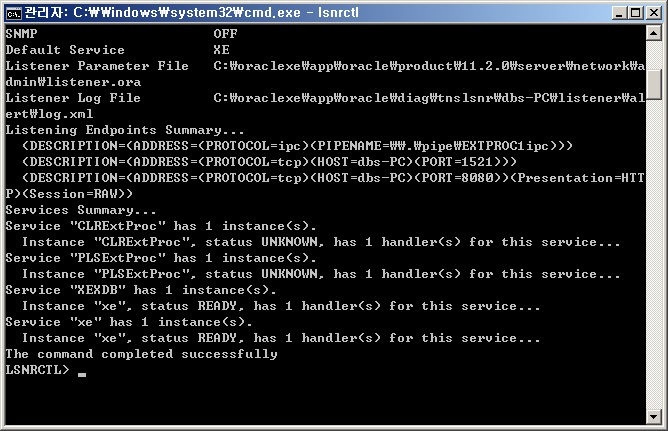 관리자: C:₩Windows₩system32₩cmd.exe - lsnrctl
SNMP                      OFF
Default Service           XE
Listener Parameter File   C:₩oraclexe₩app₩oracle₩product₩11.2.0₩server₩network₩a
dmin₩listener.ora
Listener Log File         C:₩oraclexe₩app₩oracle₩diag₩tnslsnr₩dbs-PC₩listener₩al
ert₩log.xml
Listening Endpoints Summary...
  (DESCRIPTION=(ADDRESS=(PROTOCOL=ipc)(PIPENAME=₩₩.₩pipe₩EXTPROC1ipc)))
  (DESCRIPTION=(ADDRESS=(PROTOCOL=tcp)(HOST=dbs-PC)(PORT=1521)))
  (DESCRIPTION=(ADDRESS=(PROTOCOL=tcp)(HOST=dbs-PC)(PORT=8080))(Presentation=HTT
P)(Session=RAW))
Services Summary...
Service "CLRExtProc" has 1 instance(s).
  Instance "CLRExtProc", status UNKNOWN, has 1 handler(s) for this service...
Service "PLSExtProc" has 1 instance(s).
  Instance "PLSExtProc", status UNKNOWN, has 1 handler(s) for this service...
Service "XEXDB" has 1 instance(s).
  Instance "xe", status READY, has 1 handler(s) for this service...
Service "xe" has 1 instance(s).
  Instance "xe", status READY, has 1 handler(s) for this service...
The command completed successfully
LSNRCTL> _